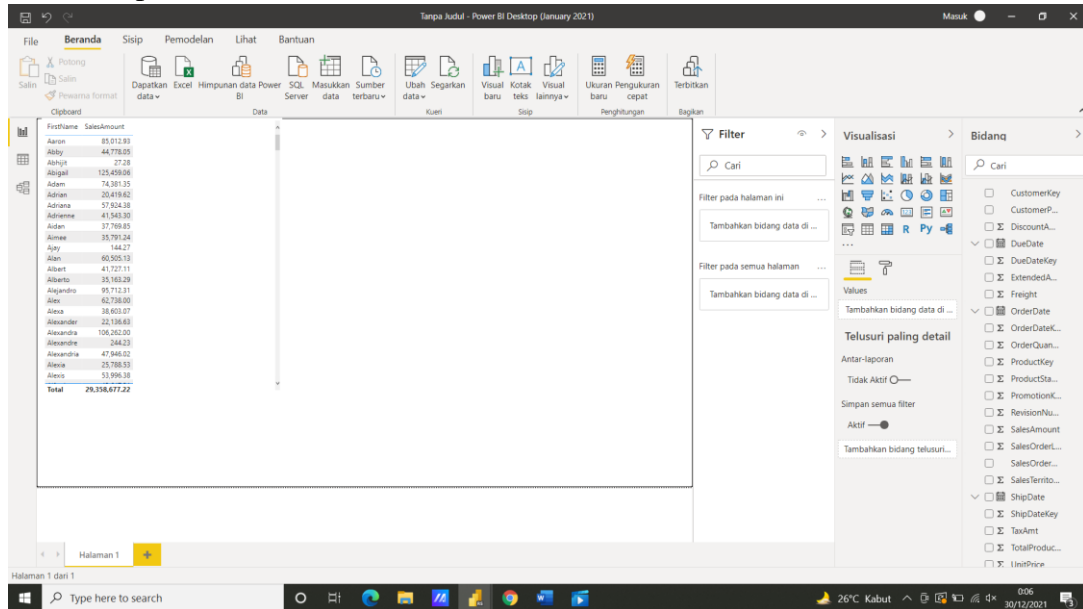 Tanpa Judul - Power BI Desktop (January 2021)
Masuk
File Beranda Sisip Pemodelan Lihat Bantuan
Salin
Potong
Salin
Pewarna format
Clipboard
Dapatkan data
Excel
Himpunan data Power BI
SQL Server
Masukkan data
Sumber terbaru
Data
Ubah data
Segarkan
Kueri
Visual baru
Kotak teks
Visual lainnya
Sisip
Ukuran baru
Pengukuran cepat
Penghitungan
Terbitkan
Bagikan
FirstName SalesAmount
Aaron 85,012.93
Abby 44,778.05
Abhijit 27.28
Abigail 125,459.06
Adam 74,381.35
Adrian 20,419.62
Adriana 57,924.38
Adrienne 41,543.30
Aidan 37,769.85
Aimee 35,791.24
Ajay 144.27
Alan 60,505.13
Albert 41,727.11
Alberto 35,163.29
Alejandro 95,712.31
Alex 62,738.00
Alexa 38,603.07
Alexander 22,136.63
Alexandra 106,262.00
Alexandre 244.23
Alexandria 47,946.02
Alexia 25,788.53
Alexis 53,996.38
Total 29,358,677.22
Filter
Cari
Filter pada halaman ini ...
Tambahkan bidang data di ...
Filter pada semua halaman ...
Tambahkan bidang data di ...
Visualisasi
R Py
...
Values
Tambahkan bidang data di ...
Telusuri paling detail
Antar-laporan
Tidak Aktif
Simpan semua filter
Aktif
Tambahkan bidang telusuri...
Bidang
Cari
CustomerKey
CustomerP...
Σ DiscountA...
DueDate
Σ DueDateKey
Σ ExtendedA...
Σ Freight
OrderDate
Σ OrderDateK...
Σ OrderQuan...
Σ ProductKey
Σ ProductSta...
Σ PromotionK...
Σ RevisionNu...
Σ SalesAmount
Σ SalesOrderL...
SalesOrder...
Σ SalesTerrito...
ShipDate
Σ ShipDateKey
Σ TaxAmt
Σ TotalProduc...
Σ UnitPrice
Halaman 1
Halaman 1 dari 1
Type here to search
26°C Kabut
0:06
30/12/2021